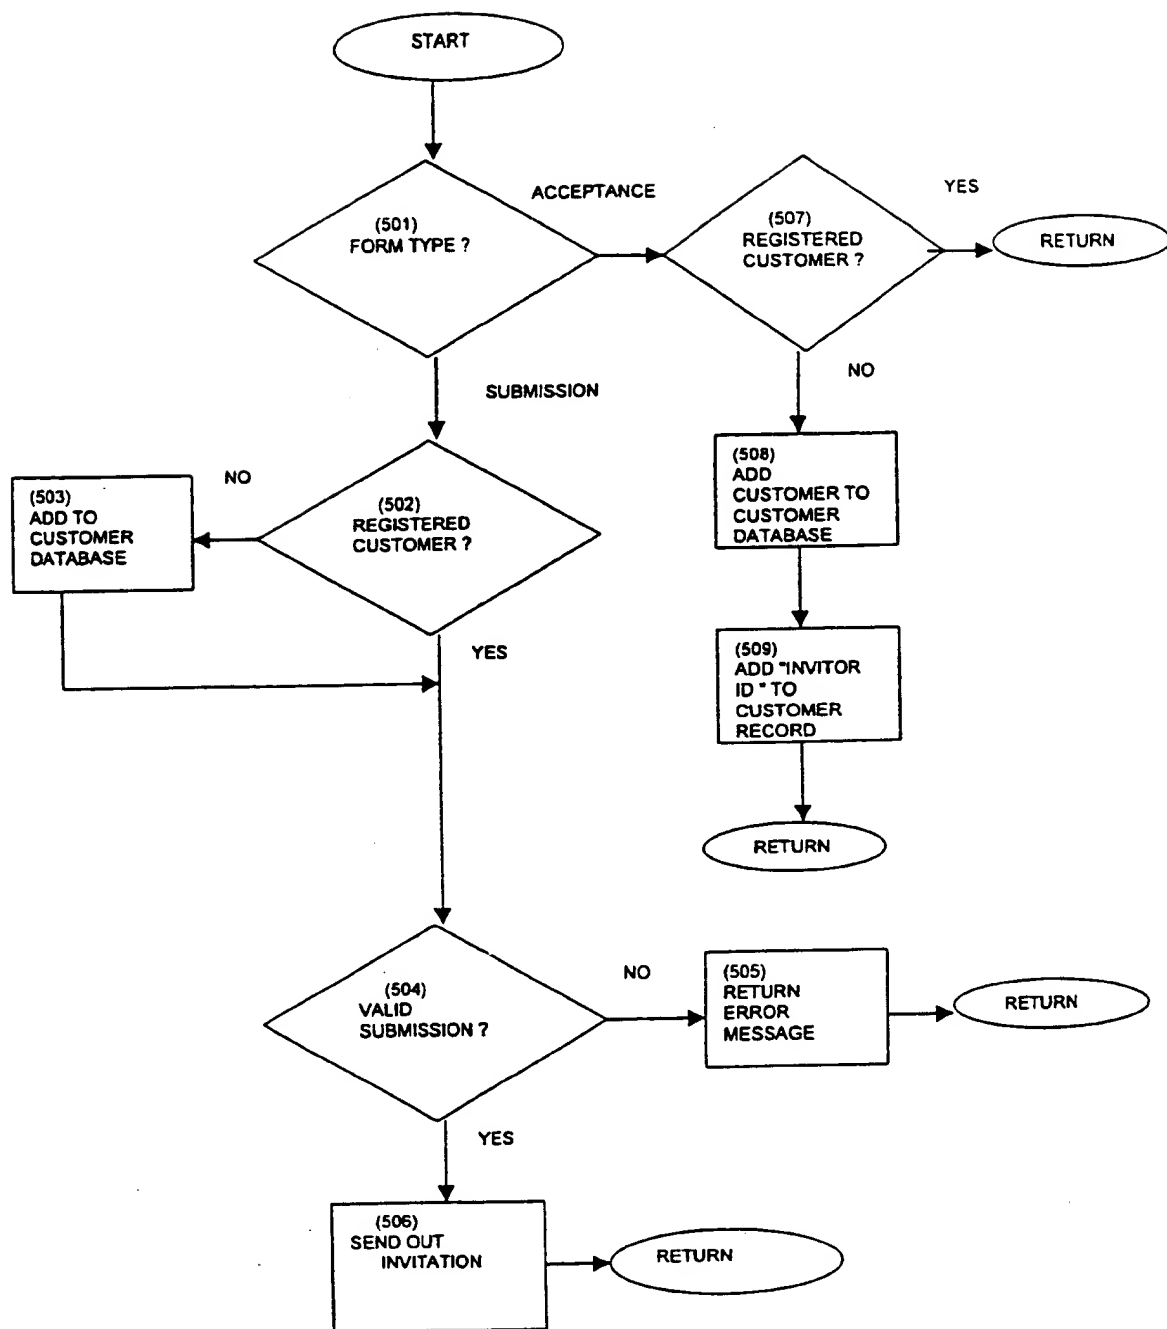 START
ACCEPTANCE
YES
(501)
FORM TYPE ?
(507)
REGISTERED
CUSTOMER ?
RETURN
NO
SUBMISSION
NO
(503)
ADD TO
CUSTOMER
DATABASE
(502)
REGISTERED
CUSTOMER ?
(508)
ADD
CUSTOMER TO
CUSTOMER
DATABASE
YES
(509)
ADD "INVITOR
ID " TO
CUSTOMER
RECORD
RETURN
(504)
VALID
SUBMISSION ?
NO
(505)
RETURN
ERROR
MESSAGE
RETURN
YES
(506)
SEND OUT
INVITATION
RETURN